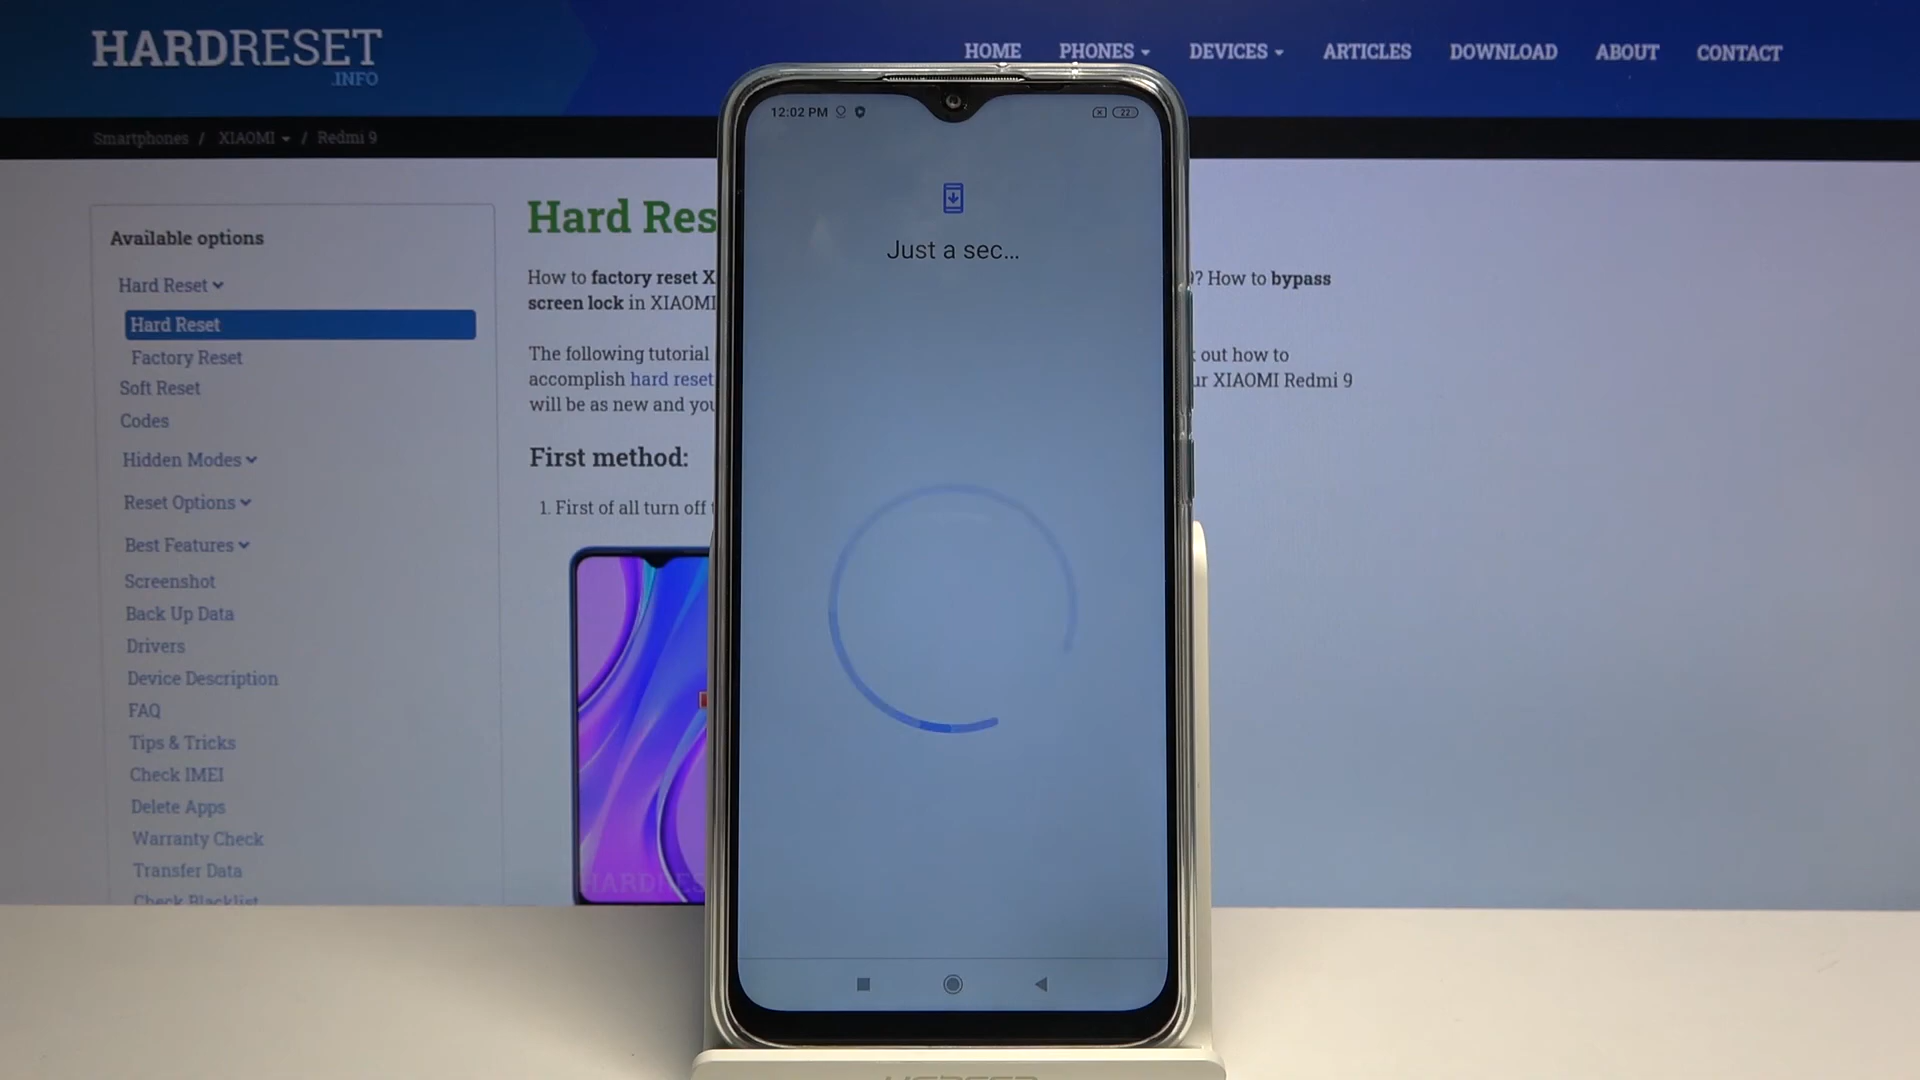 HARDRESET
.INFO
HOME PHONES DEVICES ARTICLES DOWNLOAD ABOUT CONTACT
Smartphones / XIAOMI / Redmi 9
Available options
Hard Reset
Hard Reset
Factory Reset
Soft Reset
Codes
Hidden Modes
Reset Options
Best Features
Screenshot
Back Up Data
Drivers
Device Description
FAQ
Tips & Tricks
Check IMEI
Delete Apps
Warranty Check
Transfer Data
Check Blacklist
Hard Res
How to factory reset X ? How to bypass
screen lock in XIAOMI
The following tutorial out how to
accomplish hard reset XIAOMI Redmi 9
will be as new and you
First method:
1. First of all turn off
12:02 PM 22
Just a sec...